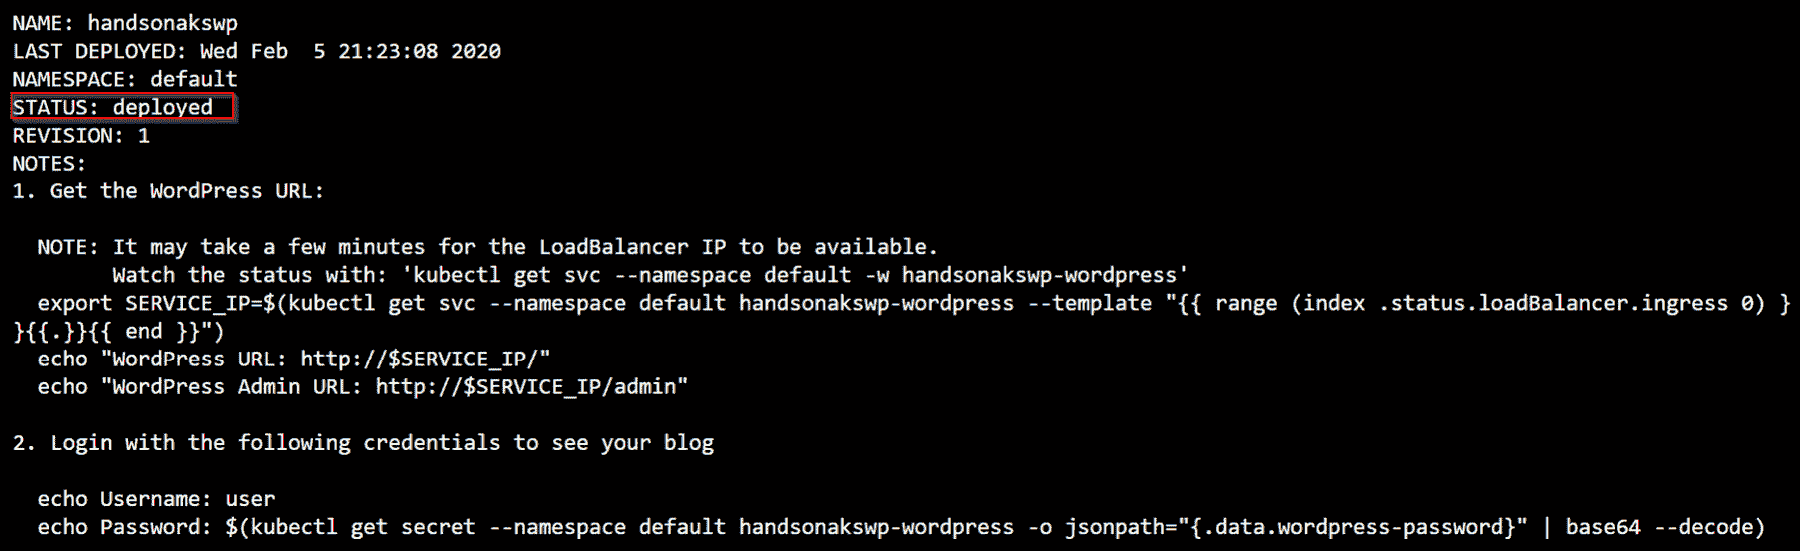 NAME: handsonakswp
LAST DEPLOYED: Wed Feb  5 21:23:08 2020
NAMESPACE: default
STATUS: deployed
REVISION: 1
NOTES:
1. Get the WordPress URL:
  NOTE: It may take a few minutes for the LoadBalancer IP to be available.
        Watch the status with: 'kubectl get svc --namespace default -w handsonakswp-wordpress'
  export SERVICE_IP=$(kubectl get svc --namespace default handsonakswp-wordpress --template "{{ range (index .status.loadBalancer.ingress 0) }
}{{.}}{{ end }}")
  echo "WordPress URL: http://$SERVICE_IP/"
  echo "WordPress Admin URL: http://$SERVICE_IP/admin"
2. Login with the following credentials to see your blog
  echo Username: user
  echo Password: $(kubectl get secret --namespace default handsonakswp-wordpress -o jsonpath="{.data.wordpress-password}" | base64 --decode)